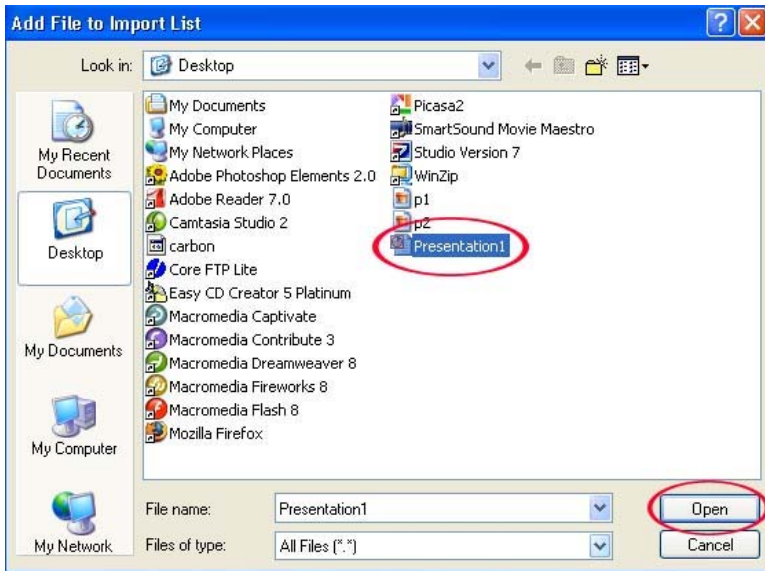 Add File to Import List
Look in: Desktop
My Recent
Documents
Desktop
My Documents
My Computer
My Network
My Documents
My Computer
My Network Places
Adobe Photoshop Elements 2.0
Adobe Reader 7.0
Camtasia Studio 2
carbon
Core FTP Lite
Easy CD Creator 5 Platinum
Macromedia Captivate
Macromedia Contribute 3
Macromedia Dreamweaver 8
Macromedia Fireworks 8
Macromedia Flash 8
Mozilla Firefox
Picasa2
SmartSound Movie Maestro
Studio Version 7
WinZip
p1
p2
Presentation1
File name: Presentation1 Open
Files of type: All Files (*.*) Cancel